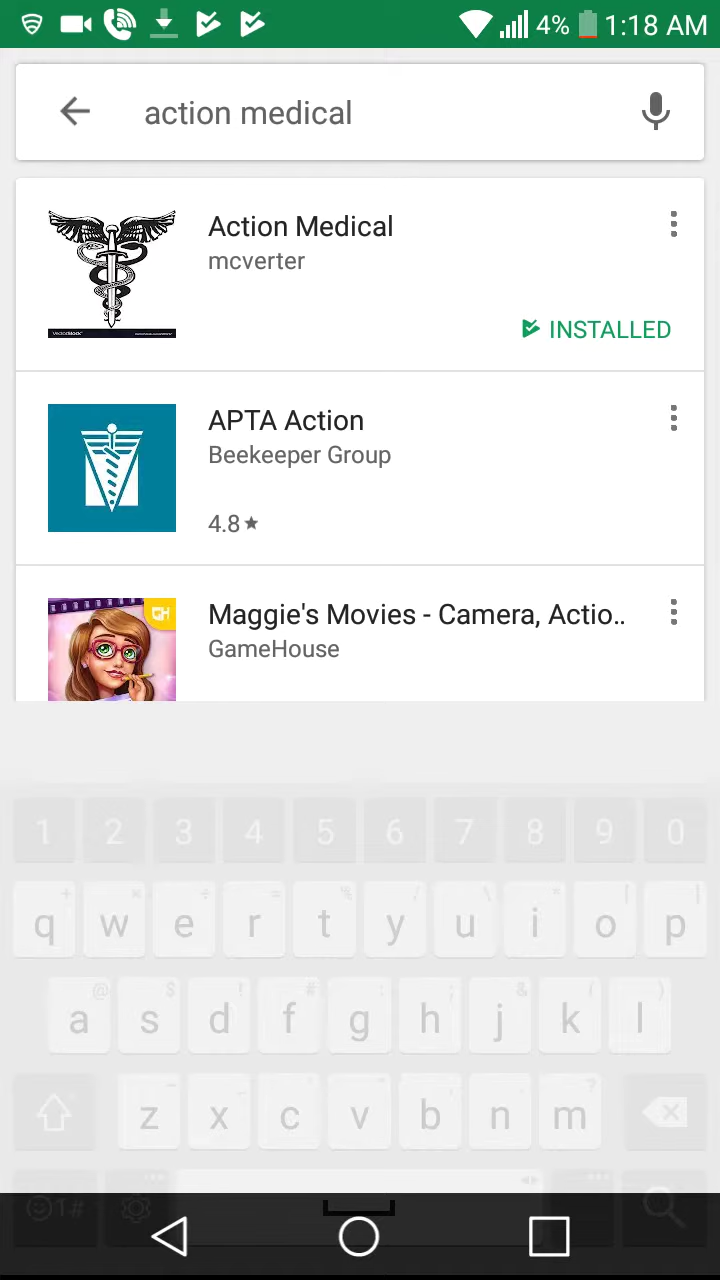 4% 1:18 AM
action medical
Action Medical
mcverter
INSTALLED
APTA Action
Beekeeper Group
4.8
Maggie's Movies - Camera, Actio..
GameHouse
GH
1 2 3 4 5 6 7 8 9 0
q w e r t y u i o p
a s d f g h j k l
z x c v b n m
1#